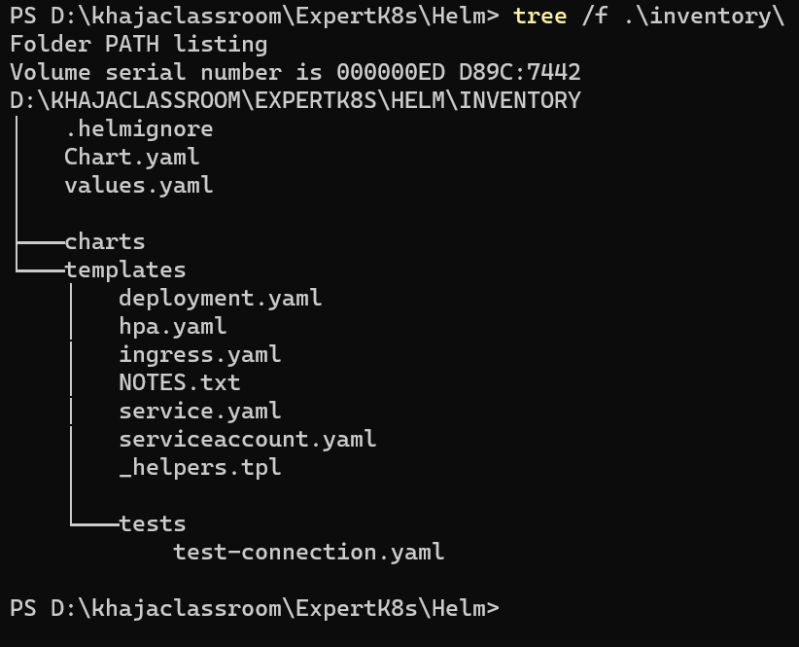 PS D:\khajaclassroom\ExpertK8s\Helm> tree /f .\inventory\
Folder PATH listing
Volume serial number is 000000ED D89C:7442
D:\KHAJACLASSROOM\EXPERTK8S\HELM\INVENTORY
│   .helmignore
│   Chart.yaml
│   values.yaml
│
├───charts
└───templates
    │   deployment.yaml
    │   hpa.yaml
    │   ingress.yaml
    │   NOTES.txt
    │   service.yaml
    │   serviceaccount.yaml
    │   _helpers.tpl
    │
    └───tests
            test-connection.yaml
PS D:\khajaclassroom\ExpertK8s\Helm>